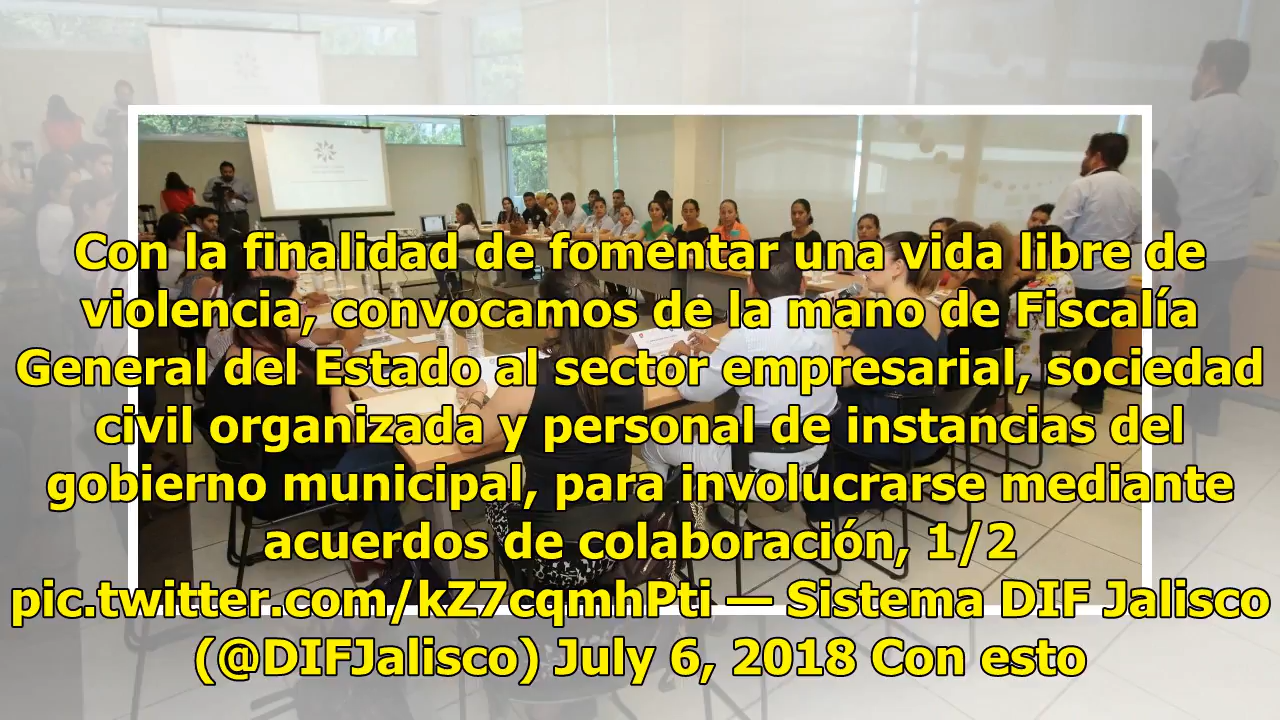 Con la finalidad de fomentar una vida libre de
violencia, convocamos de la mano de Fiscalía
General del Estado al sector empresarial, sociedad
civil organizada y personal de instancias del
gobierno municipal, para involucrarse mediante
acuerdos de colaboración, 1/2
pic.twitter.com/kZ7cqmhPti — Sistema DIF Jalisco
(@DIFJalisco) July 6, 2018 Con esto